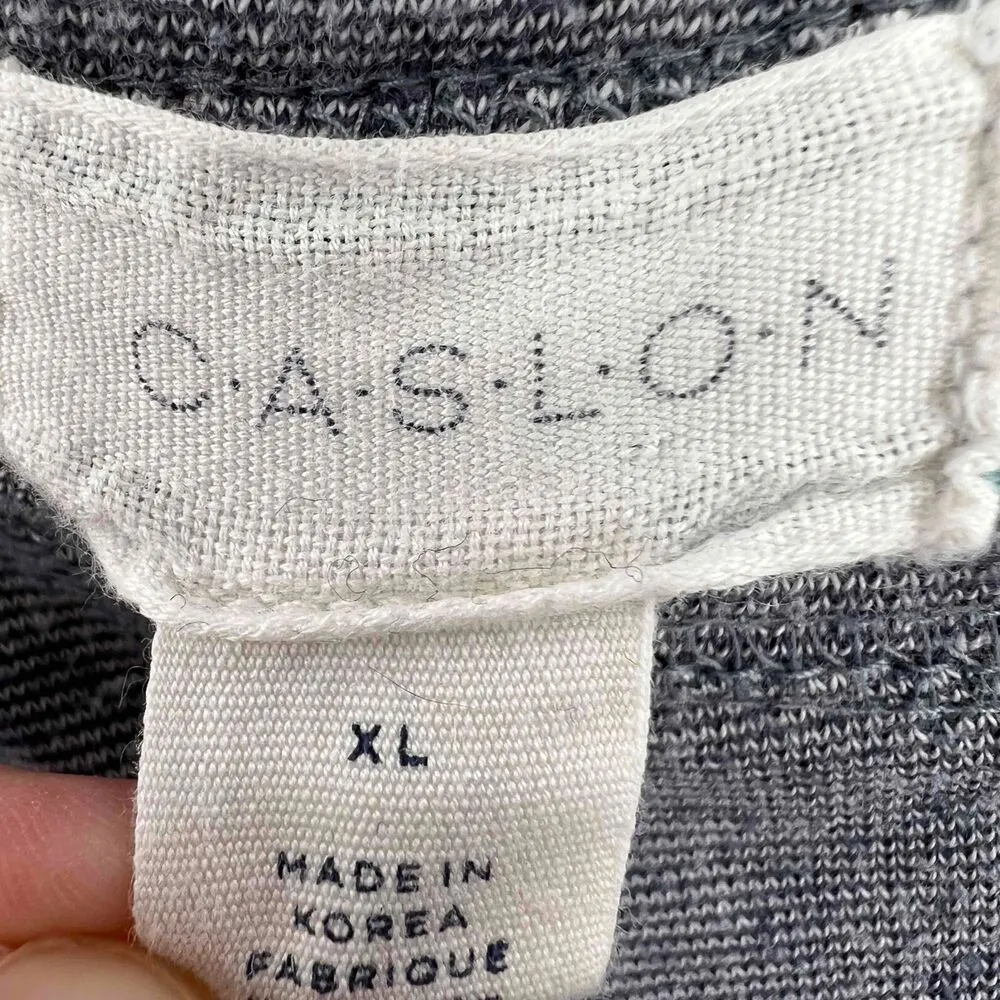 C·A·S·L·O·N
XL
MADE IN
KOREA
FABRIQUE